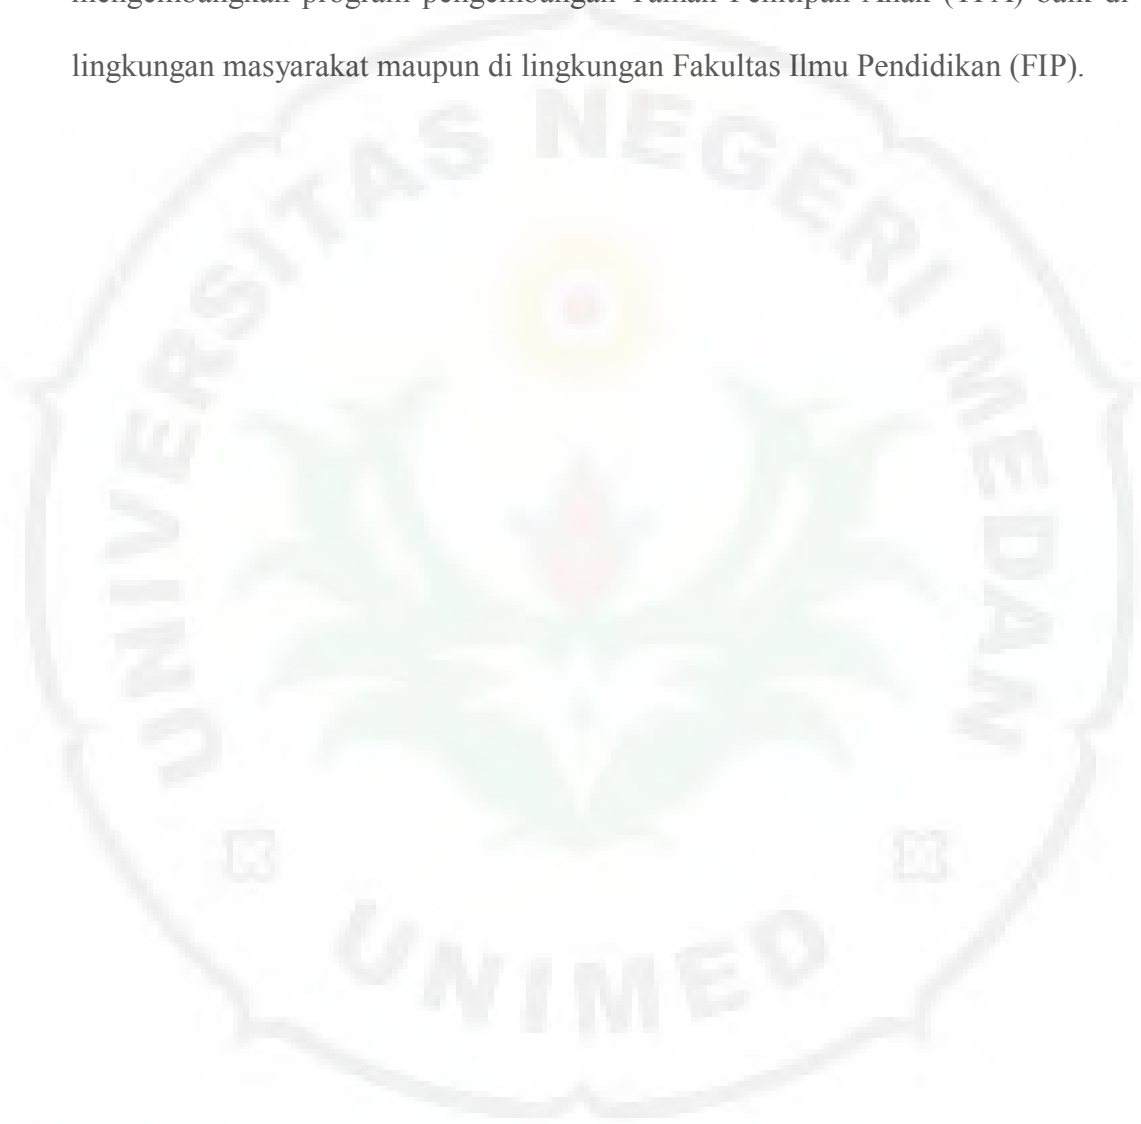 mengembangkan program pengembangan Taman Penitipan Anak (TPA) baik di
lingkungan masyarakat maupun di lingkungan Fakultas Ilmu Pendidikan (FIP).
UNIVERSITAS NEGERI MEDAN
UNIMED